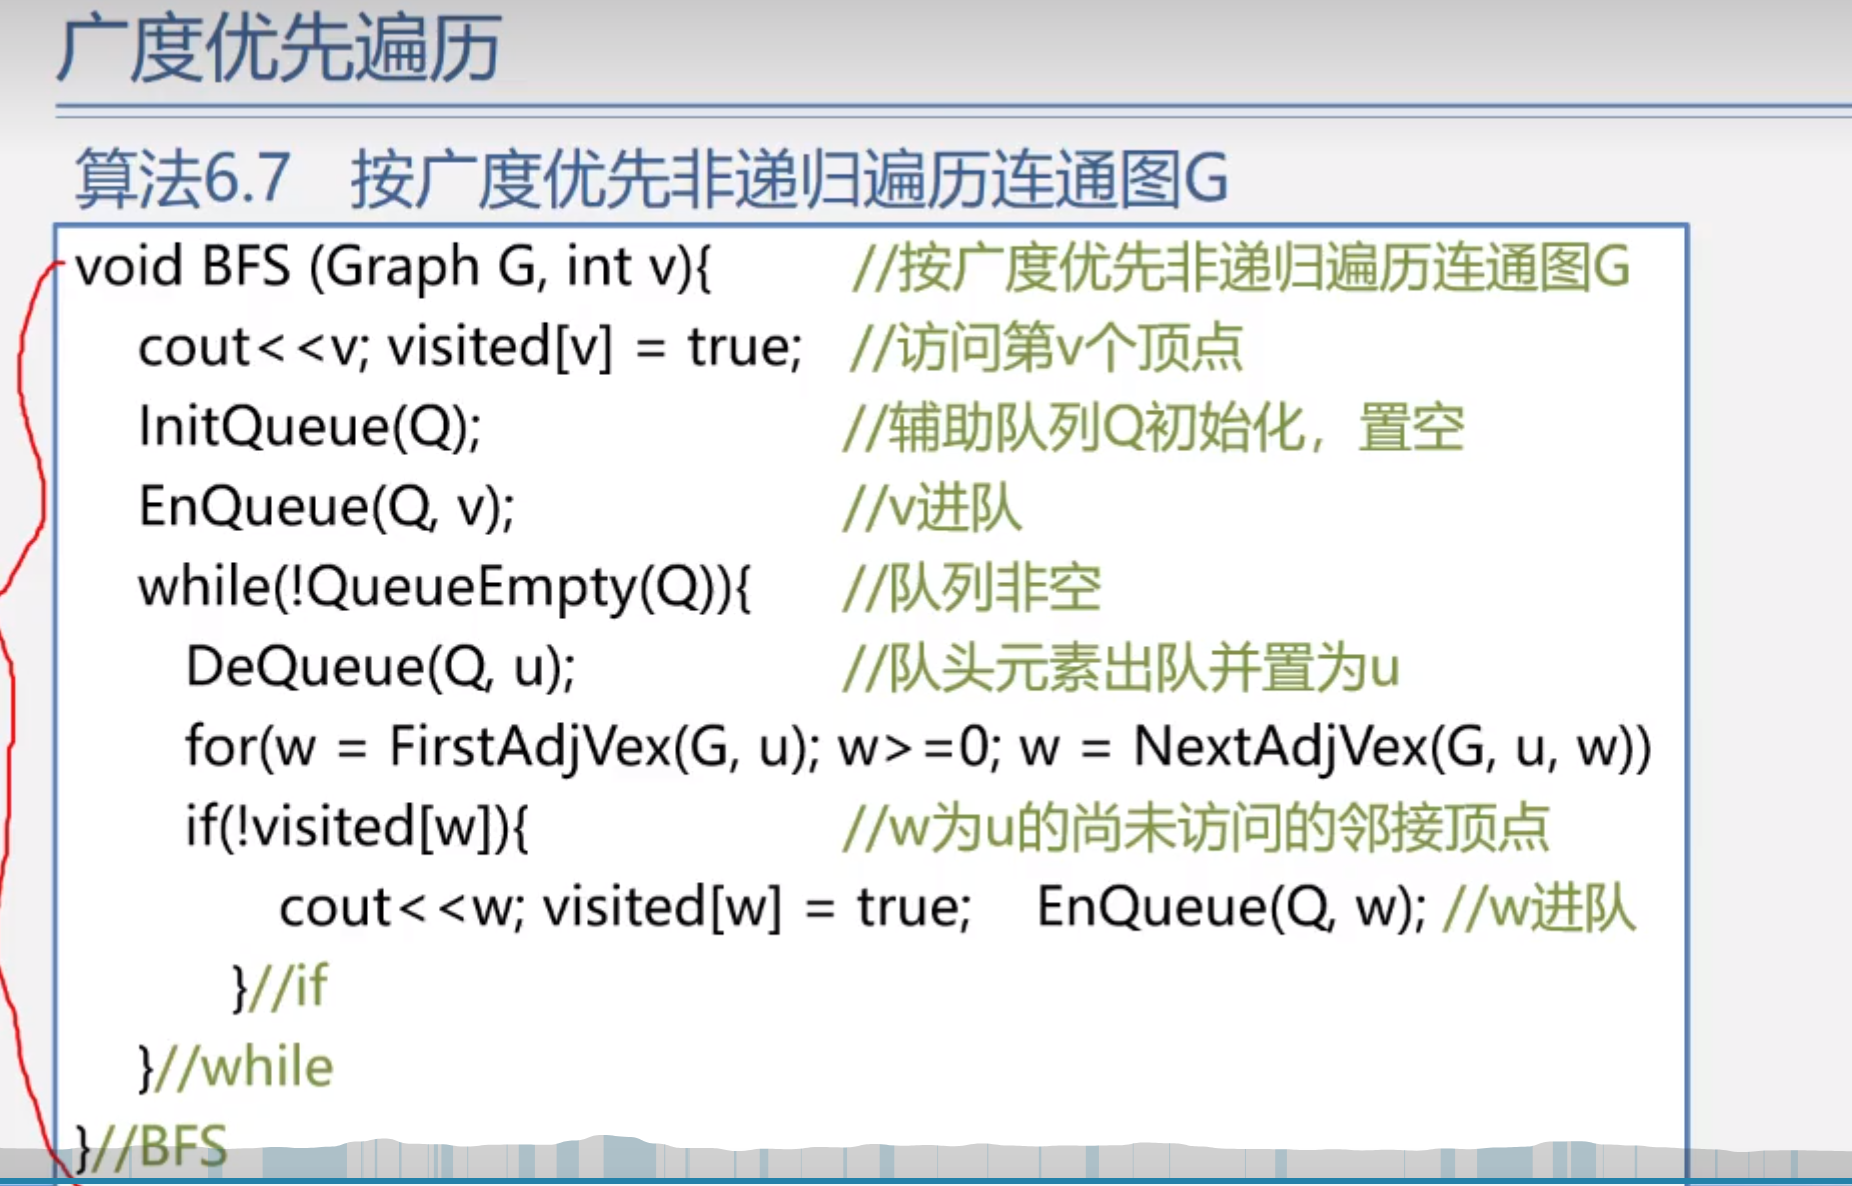 广度优先遍历
算法6.7 按广度优先非递归遍历连通图G
void BFS (Graph G, int v){ //按广度优先非递归遍历连通图G
cout<<v; visited[v] = true; //访问第v个顶点
InitQueue(Q); //辅助队列Q初始化，置空
EnQueue(Q, v); //v进队
while(!QueueEmpty(Q)){ //队列非空
DeQueue(Q, u); //队头元素出队并置为u
for(w = FirstAdjVex(G, u); w>=0; w = NextAdjVex(G, u, w))
if(!visited[w]){ //w为u的尚未访问的邻接顶点
cout<<w; visited[w] = true; EnQueue(Q, w); //w进队
}//if
}//while
}//BFS